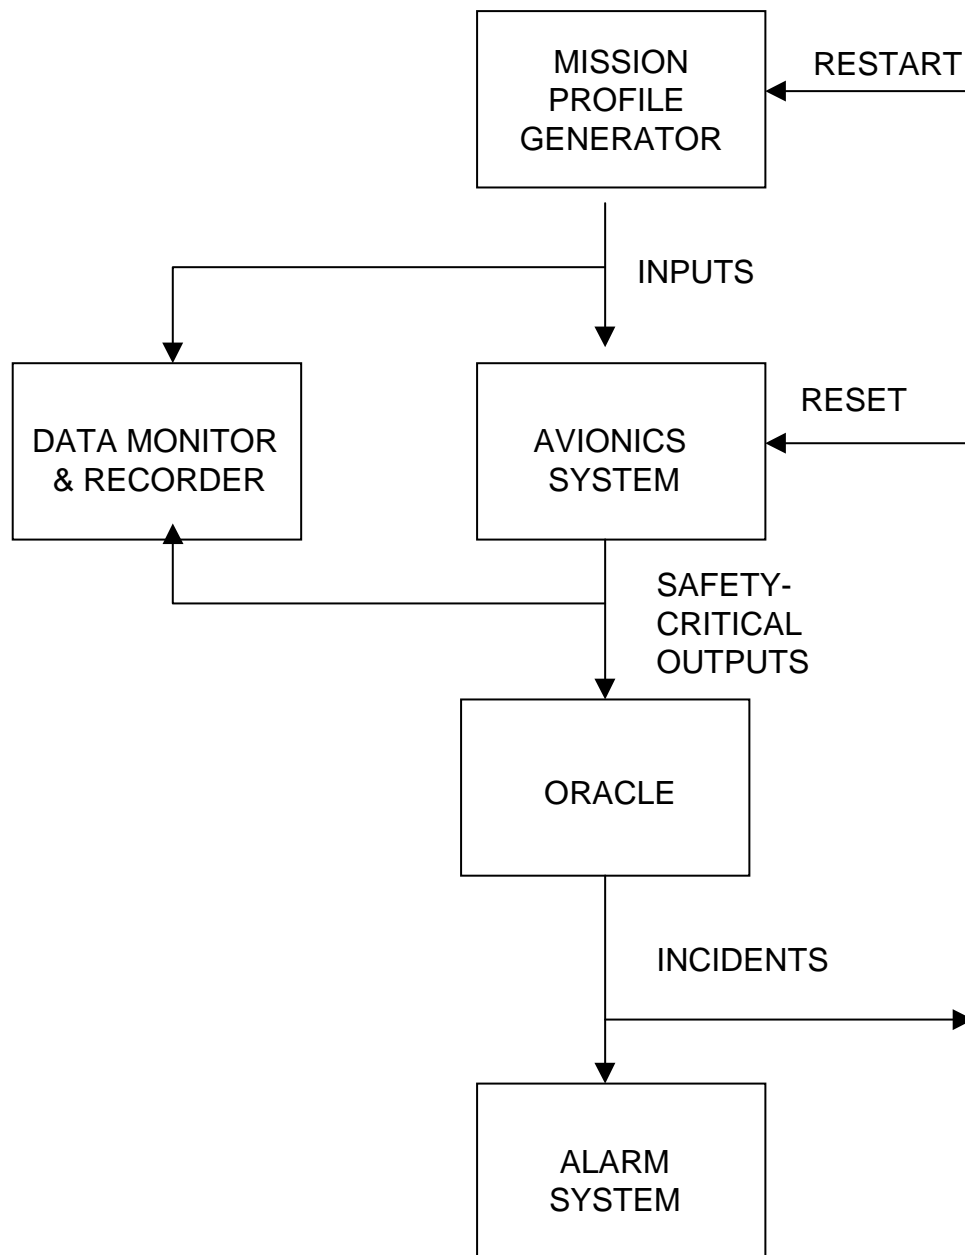 MISSION
PROFILE
GENERATOR
RESTART
INPUTS
DATA MONITOR
& RECORDER
AVIONICS
SYSTEM
RESET
SAFETY-
CRITICAL
OUTPUTS
ORACLE
INCIDENTS
ALARM
SYSTEM